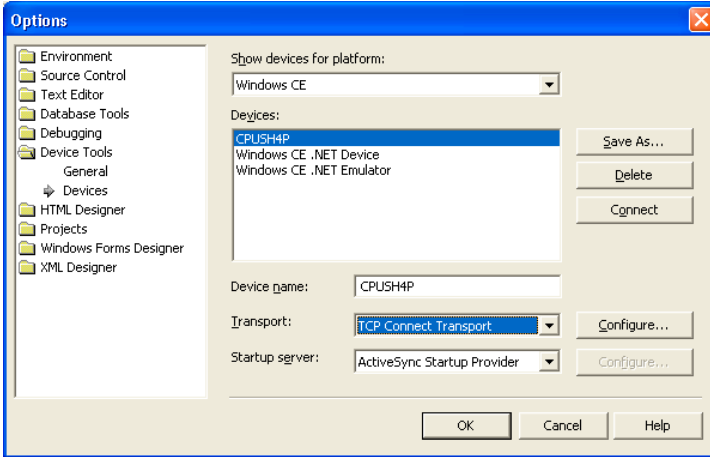 Options
Environment
Source Control
Text Editor
Database Tools
Debugging
Device Tools
General
Devices
HTML Designer
Projects
Windows Forms Designer
XML Designer
Show devices for platform:
Windows CE
Devices:
CPUSH4P
Windows CE .NET Device
Windows CE .NET Emulator
Save As...
Delete
Connect
Device name:
CPUSH4P
Transport:
TCP Connect Transport
Configure...
Startup server:
ActiveSync Startup Provider
Configure...
OK
Cancel
Help